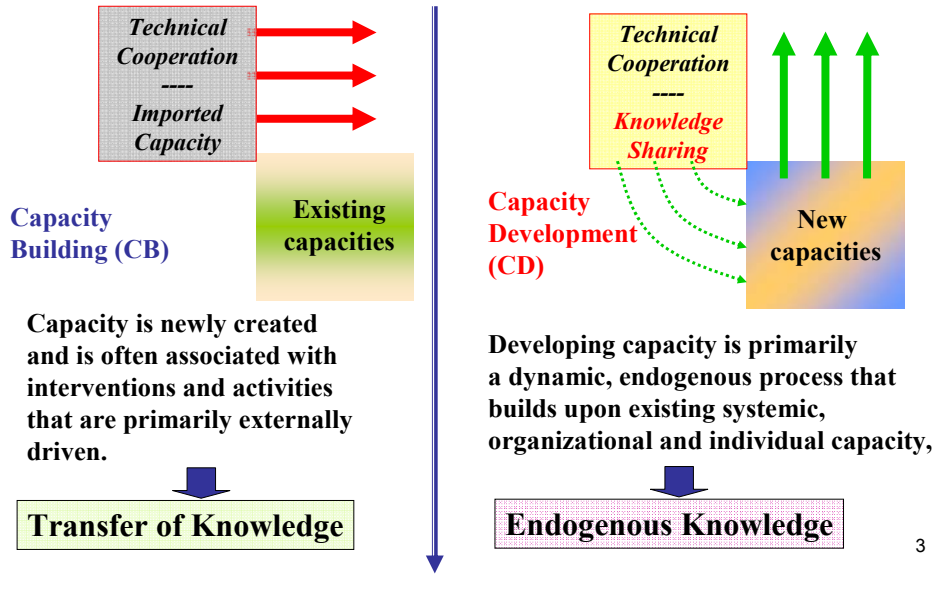 Technical
Cooperation
----
Imported
Capacity
Existing
capacities
Capacity
Building (CB)
Capacity is newly created
and is often associated with
interventions and activities
that are primarily externally
driven.
Transfer of Knowledge
Technical
Cooperation
----
Knowledge
Sharing
Capacity
Development
(CD)
New
capacities
Developing capacity is primarily
a dynamic, endogenous process that
builds upon existing systemic,
organizational and individual capacity,
Endogenous Knowledge
3